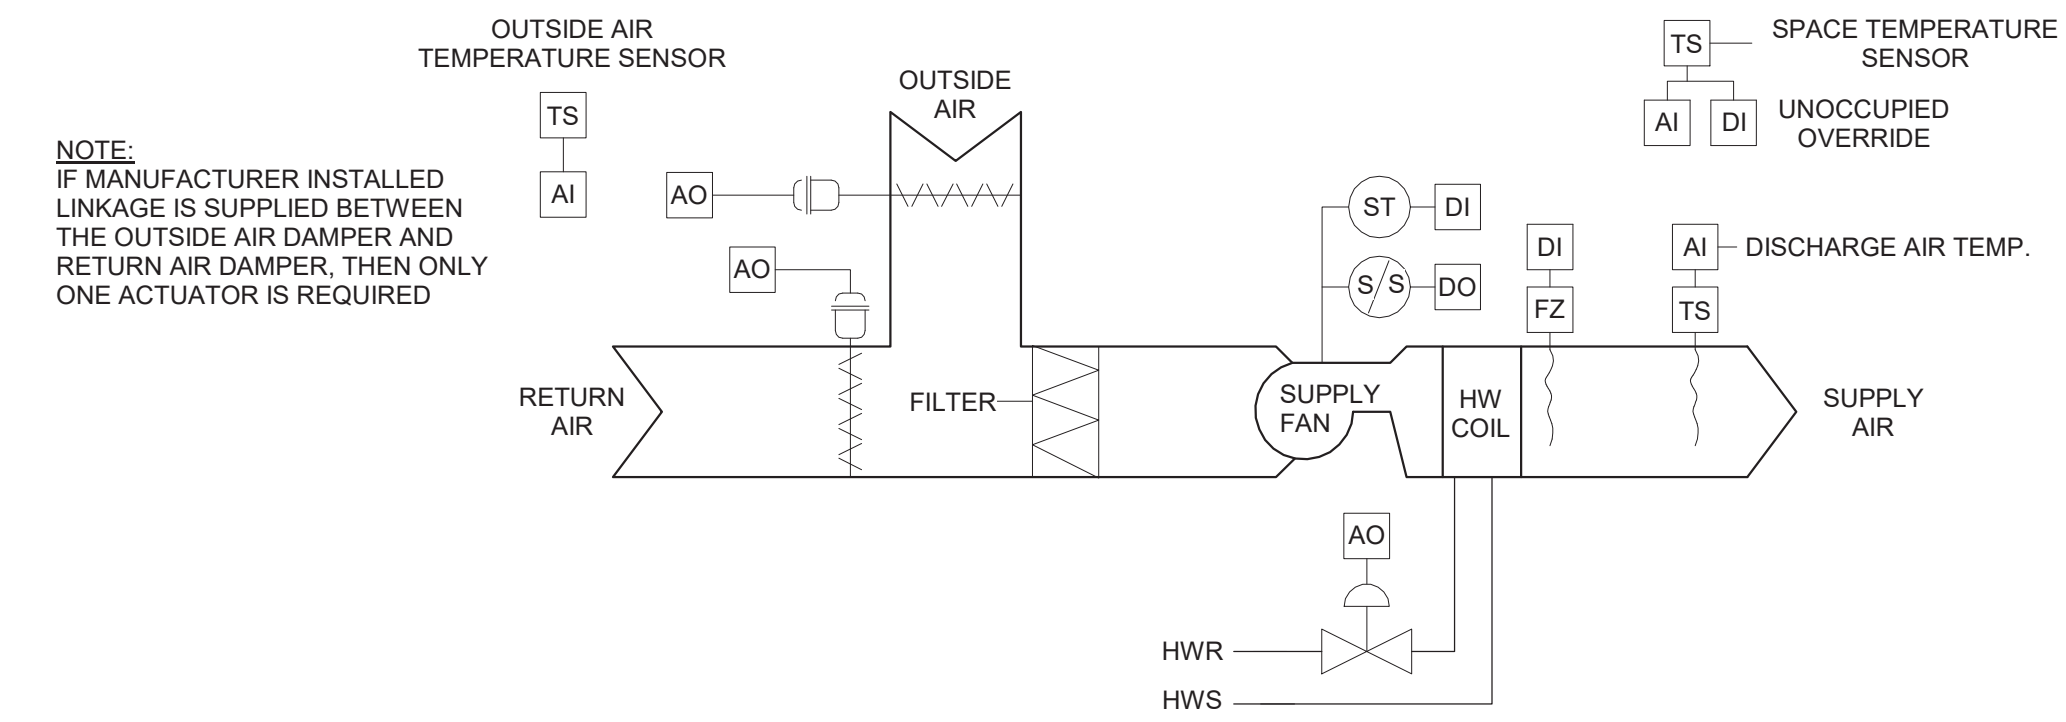 OUTSIDE AIR
TEMPERATURE SENSOR
TS
AI
NOTE:
IF MANUFACTURER INSTALLED
LINKAGE IS SUPPLIED BETWEEN
THE OUTSIDE AIR DAMPER AND
RETURN AIR DAMPER, THEN ONLY
ONE ACTUATOR IS REQUIRED
OUTSIDE
AIR
AO
AO
TS
SPACE TEMPERATURE
SENSOR
AI
DI
UNOCCUPIED
OVERRIDE
ST
DI
S/S
DO
DI
FZ
AI
DISCHARGE AIR TEMP.
TS
RETURN
AIR
FILTER
SUPPLY
FAN
HW
COIL
SUPPLY
AIR
AO
HWR
HWS